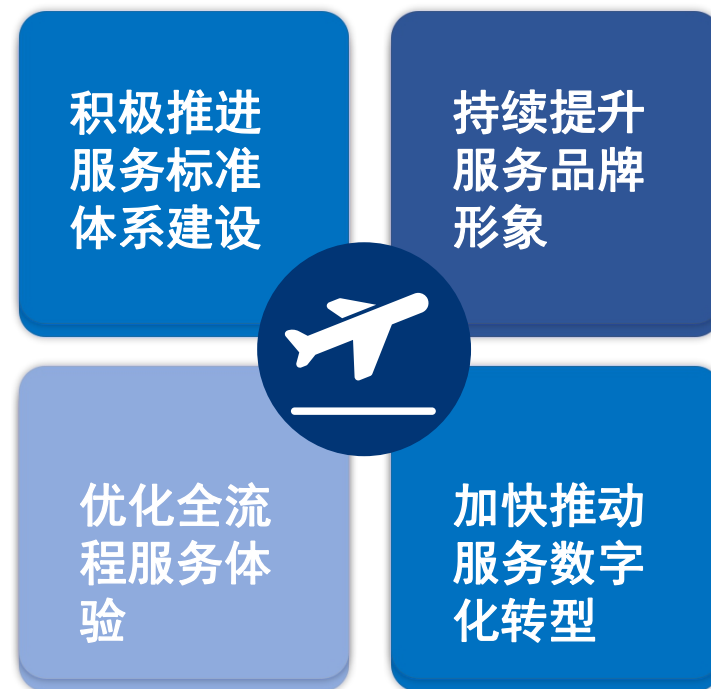 积极推进
服务标准
体系建设
持续提升
服务品牌
形象
优化全流
程服务体
验
加快推动
服务数字
化转型